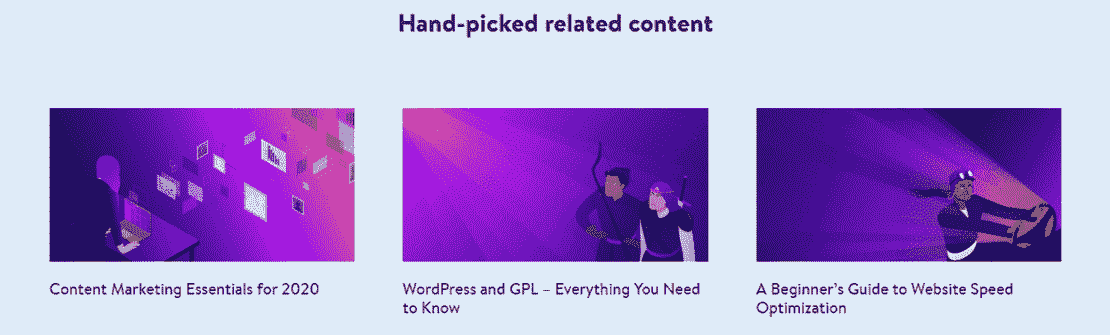 Hand-picked related content
Content Marketing Essentials for 2020
WordPress and GPL – Everything You Need
to Know
A Beginner's Guide to Website Speed
Optimization